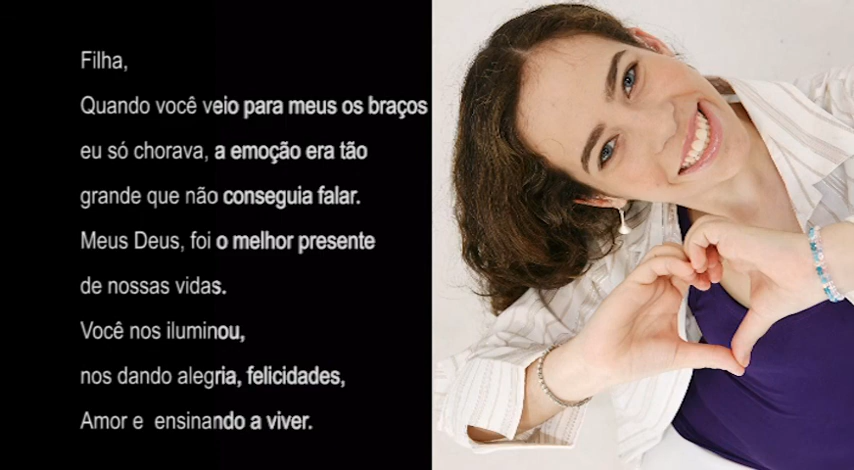 Filha,
Quando você veio para meus os braços
eu só chorava, a emoção era tão
grande que não conseguia falar.
Meus Deus, foi o melhor presente
de nossas vidas.
Você nos iluminou,
nos dando alegria, felicidades,
Amor e ensinando a viver.